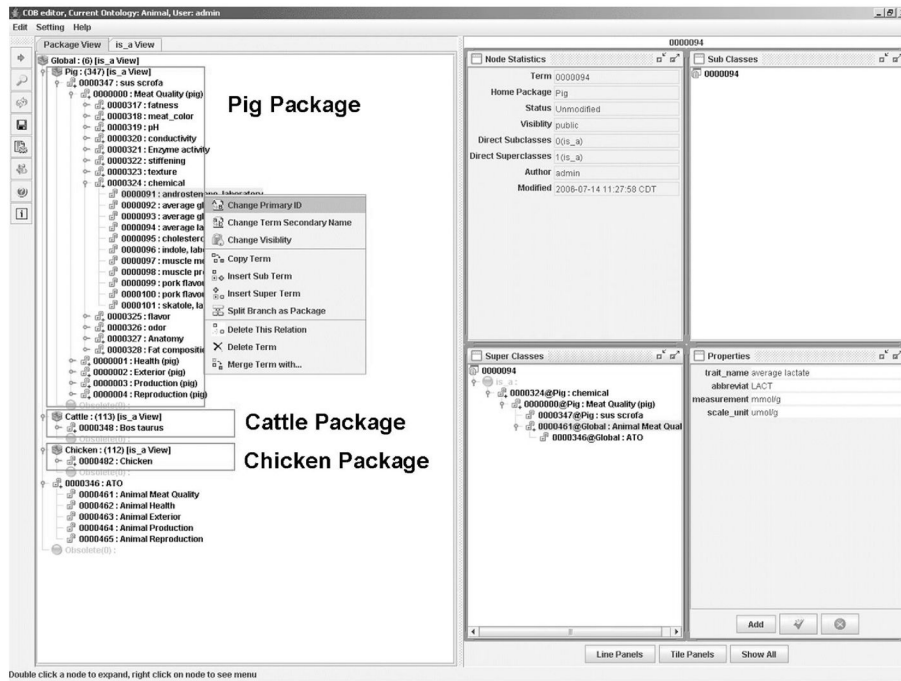 COB editor, Current Ontology: Animal, User: admin
Edit Setting Help
Package View is_a View
Global : (6) [is_a View]
Pig : (347) [is_a View]
0000347 : sus scrofa
0000000 : Meat Quality (pig)
0000317 : fatness
0000318 : meat_color
0000319 : pH
0000320 : conductivity
0000321 : Enzyme activity
0000322 : stiffening
0000323 : texture
0000324 : chemical
0000091 : androstenone, laboratory
0000092 : average gl
0000093 : average gl
0000094 : average la
0000095 : cholestero
0000096 : indole, labo
0000097 : muscle m
0000098 : muscle pr
0000099 : pork flavor
0000100 : pork flavor
0000101 : skatole, la
0000325 : flavor
0000326 : odor
0000327 : Anatomy
0000328 : Fat compositi
0000001 : Health (pig)
0000002 : Exterior (pig)
0000003 : Production (pig)
0000004 : Reproduction (pig)
Obsolete(0) :
Cattle : (113) [is_a View]
0000348 : Bos taurus
Obsolete(0) :
Chicken : (112) [is_a View]
0000482 : Chicken
Obsolete(0) :
0000346 : ATO
0000461 : Animal Meat Quality
0000462 : Animal Health
0000463 : Animal Exterior
0000464 : Animal Production
0000465 : Animal Reproduction
Obsolete(0) :
Pig Package
Cattle Package
Chicken Package
Change Primary ID
Change Term Secondary Name
Change Visiblity
Copy Term
Insert Sub Term
Insert Super Term
Split Branch as Package
Delete This Relation
Delete Term
Merge Term with...
0000094
Node Statistics
Term 0000094
Home Package Pig
Status Unmodified
Visiblity public
Direct Subclasses 0(is_a)
Direct Superclasses 1(is_a)
Author admin
Modified 2006-07-14 11:27:58 CDT
Sub Classes
0000094
Super Classes
0000094
is_a :
0000324@Pig : chemical
0000000@Pig : Meat Quality (pig)
0000347@Pig : sus scrofa
0000461@Global : Animal Meat Qual
0000346@Global : ATO
Properties
trait_name average lactate
abbreviat LACT
measurement mmol/g
scale_unit umol/g
Add
Line Panels Tile Panels Show All
Double click a node to expand, right click on node to see menu